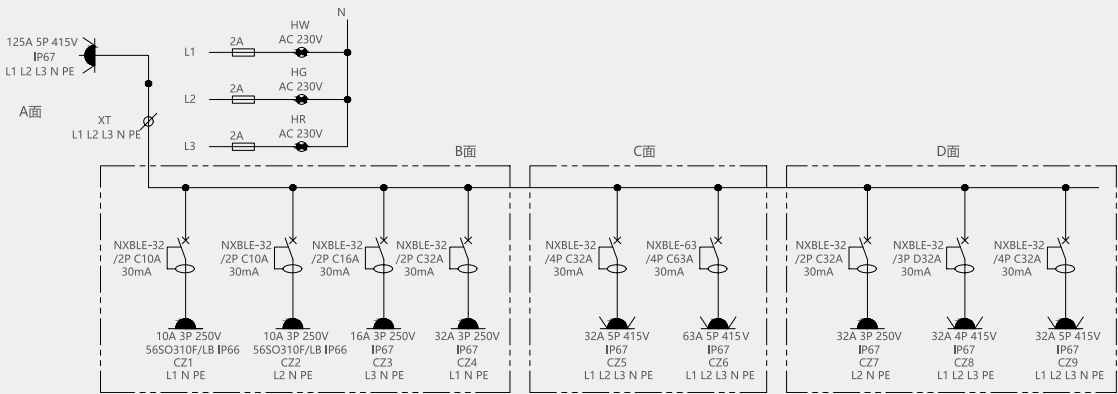 125A 5P 415V
IP67
L1 L2 L3 N PE
A面
XT
L1 L2 L3 N PE
N
HW
L1 2A AC 230V
HG
L2 2A AC 230V
HR
L3 2A AC 230V
B面
NXBLE-32
/2P C10A
30mA
10A 3P 250V
56SO310F/LB IP66
CZ1
L1 N PE
NXBLE-32
/2P C10A
30mA
10A 3P 250V
56SO310F/LB IP66
CZ2
L2 N PE
NXBLE-32
/2P C16A
30mA
16A 3P 250V
IP67
CZ3
L3 N PE
NXBLE-32
/2P C32A
30mA
32A 3P 250V
IP67
CZ4
L1 N PE
C面
NXBLE-32
/4P C32A
30mA
32A 5P 415V
IP67
CZ5
L1 L2 L3 N PE
NXBLE-63
/4P C63A
30mA
63A 5P 415V
IP67
CZ6
L1 L2 L3 N PE
D面
NXBLE-32
/2P C32A
30mA
32A 3P 250V
IP67
CZ7
L2 N PE
NXBLE-32
/3P D32A
30mA
32A 4P 415V
IP67
CZ8
L1 L2 L3 PE
NXBLE-32
/4P C32A
30mA
32A 5P 415V
IP67
CZ9
L1 L2 L3 N PE